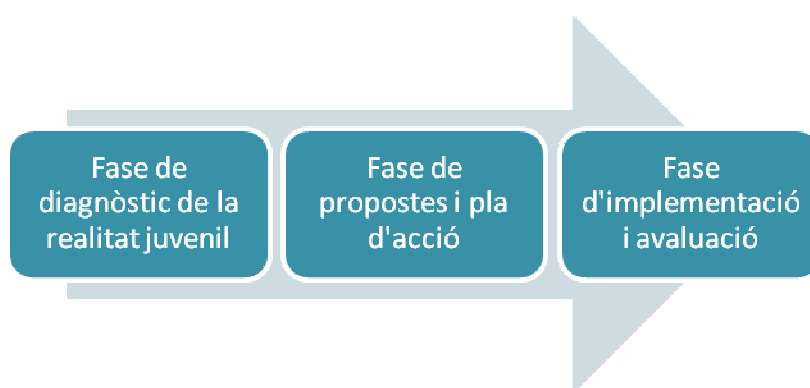 Fase de
diagnòstic de la
realitat juvenil
Fase de
propostes i pla
d'acció
Fase
d'implementació
i avaluació